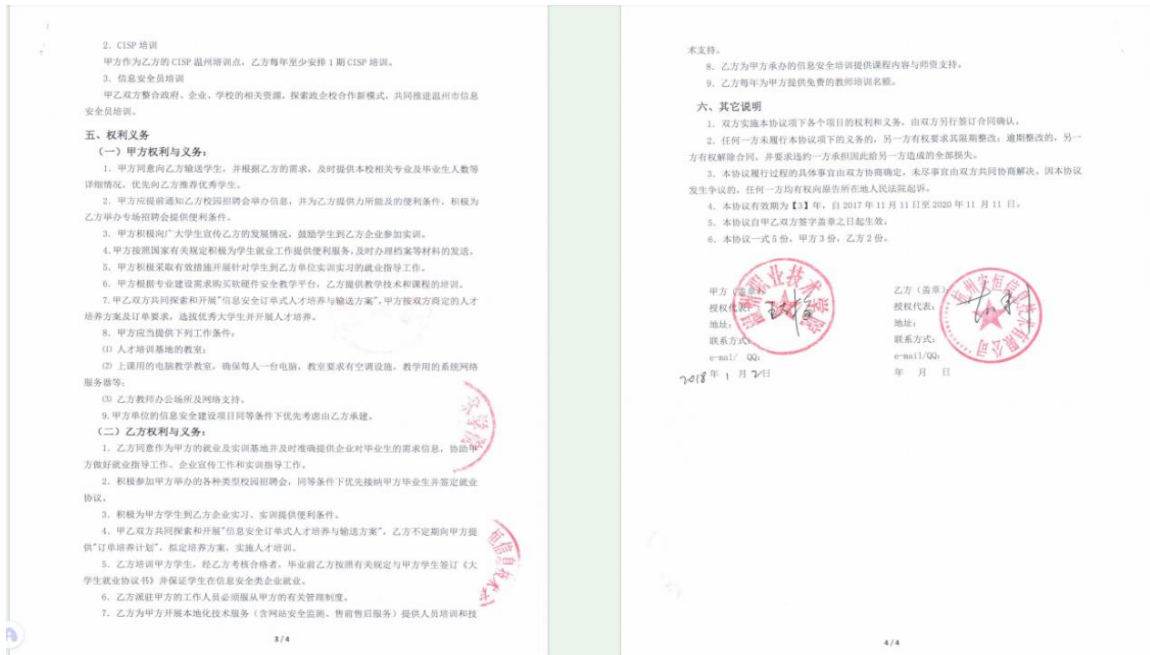 2. CISP 培训
甲方作为乙方的 CISP 温州培训点，乙方每年至少安排 1 期 CISP 培训。
3. 信息安全员培训
甲乙双方整合政府、企业、学校的相关资源，探索政企校合作新模式，共同推进温州市信息
安全员培训。
五、权利义务
（一）甲方权利与义务：
1. 甲方同意向乙方输送学生，并根据乙方的需求，及时提供本校相关专业及毕业生人数等
详细情况，优先向乙方推荐优秀学生。
2. 甲方应提前通知乙方校园招聘会举办信息，并为乙方提供力所能及的便利条件，积极为
乙方举办专场招聘会提供便利条件。
3. 甲方积极向广大学生宣传乙方的发展情况，鼓励学生到乙方企业参加实训。
4. 甲方按照国家有关规定积极为学生就业工作提供便利服务，及时办理档案等材料的发送。
5. 甲方积极采取有效措施开展针对学生到乙方单位实训实习的就业指导工作。
6. 甲方根据专业建设需求购买软硬件安全教学平台，乙方提供教学技术和课程的培训。
7. 甲乙双方共同探索和开展"信息安全订单式人才培养与输送方案"，甲方按双方商定的人才
培养方案及订单要求，选拔优秀大学生并开展人才培养。
8. 甲方应当提供下列工作条件：
⑴ 人才培训基地的教室；
⑵ 上课用的电脑教学教室，确保每人一台电脑，教室要求有空调设施，教学用的系统网络
服务器等；
⑶ 乙方教师办公场所及网络支持。
9. 甲方单位的信息安全建设项目同等条件下优先考虑由乙方承建。
（二）乙方权利与义务：
1. 乙方同意作为甲方的就业及实训基地并及时准确提供企业对毕业生的需求信息，协助甲
方做好就业指导工作、企业宣传工作和实训指导工作。
2. 积极参加甲方举办的各种类型校园招聘会，同等条件下优先接纳甲方毕业生并签定就业
协议。
3. 积极为甲方学生到乙方企业实习、实训提供便利条件。
4. 甲乙双方共同探索和开展"信息安全订单式人才培养与输送方案"，乙方不定期向甲方提
供"订单培养计划"，拟定培养方案，实施人才培训。
5. 乙方培训甲方学生，经乙方考核合格者，毕业前乙方按照有关规定与甲方学生签订《大
学生就业协议书》并保证学生在信息安全类企业就业。
6. 乙方派驻甲方的工作人员必须服从甲方的有关管理制度。
7. 乙方为甲方开展本地化技术服务（含网站安全监测、售前售后服务）提供人员培训和技
恒信息技术
3 / 4
术支持。
8. 乙方为甲方承办的信息安全培训提供课程内容与师资支持。
9. 乙方每年为甲方提供免费的教师培训名额。
六、其它说明
1. 双方实施本协议项下各个项目的权利和义务，由双方另行签订合同确认。
2. 任何一方未履行本协议项下的义务的，另一方有权要求其限期整改；逾期整改的，另一
方有权解除合同，并要求违约一方承担因此给另一方造成的全部损失。
3. 本协议履行过程的具体事宜由双方协商确定，未尽事宜由双方共同协商解决。因本协议
发生争议的，任何一方均有权向原告所在地人民法院起诉。
4. 本协议有效期为【3】年，自 2017 年 11 月 11 日至 2020 年 11 月 11 日。
5. 本协议自甲乙双方签字盖章之日起生效。
6. 本协议一式 5 份，甲方 3 份，乙方 2 份。
甲方（盖章）
授权代表：
地址：
联系方式：
e-mail/ QQ:
2018 年 1 月 2 日
温州职业技术学院
乙方（盖章）
授权代表：
地址：
联系方式：
e-mail/QQ:
年 月 日
杭州安恒信息技术有限公司
4 / 4